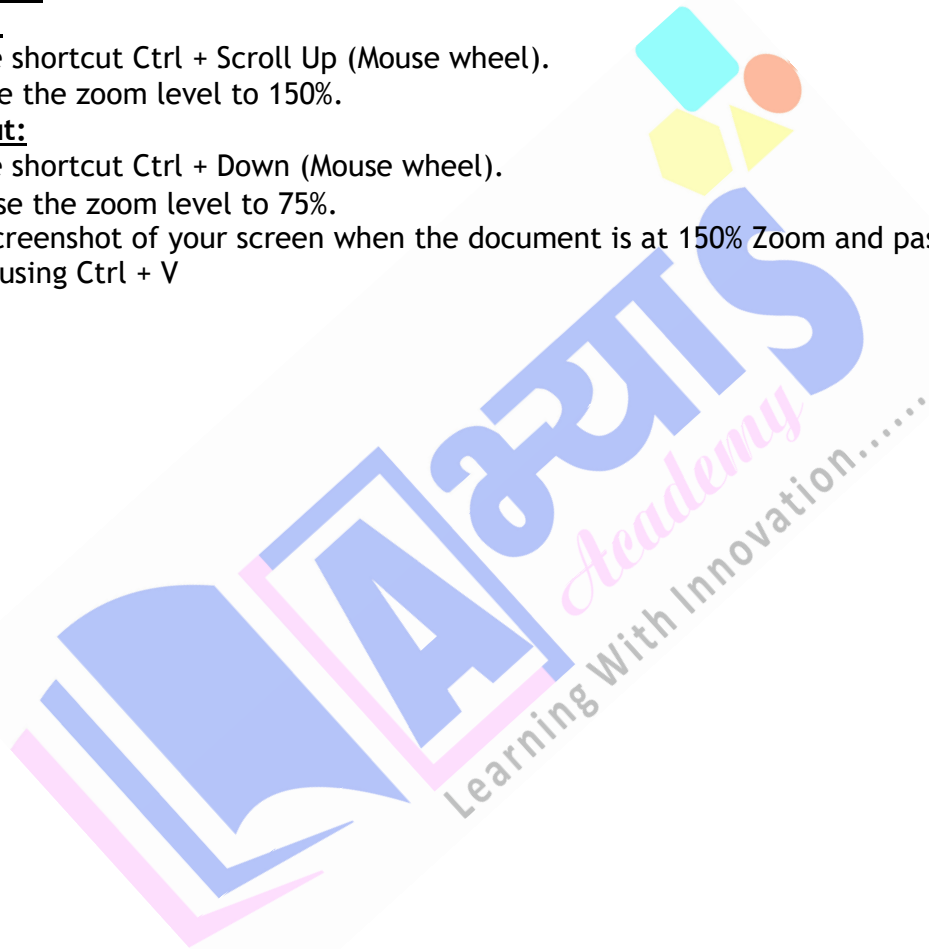 e shortcut Ctrl + Scroll Up (Mouse wheel).
e the zoom level to 150%.
ut:
e shortcut Ctrl + Down (Mouse wheel).
se the zoom level to 75%.
creenshot of your screen when the document is at 150% Zoom and pas
using Ctrl + V
Aभ्याS
Academy
Learning With Innovation......
A